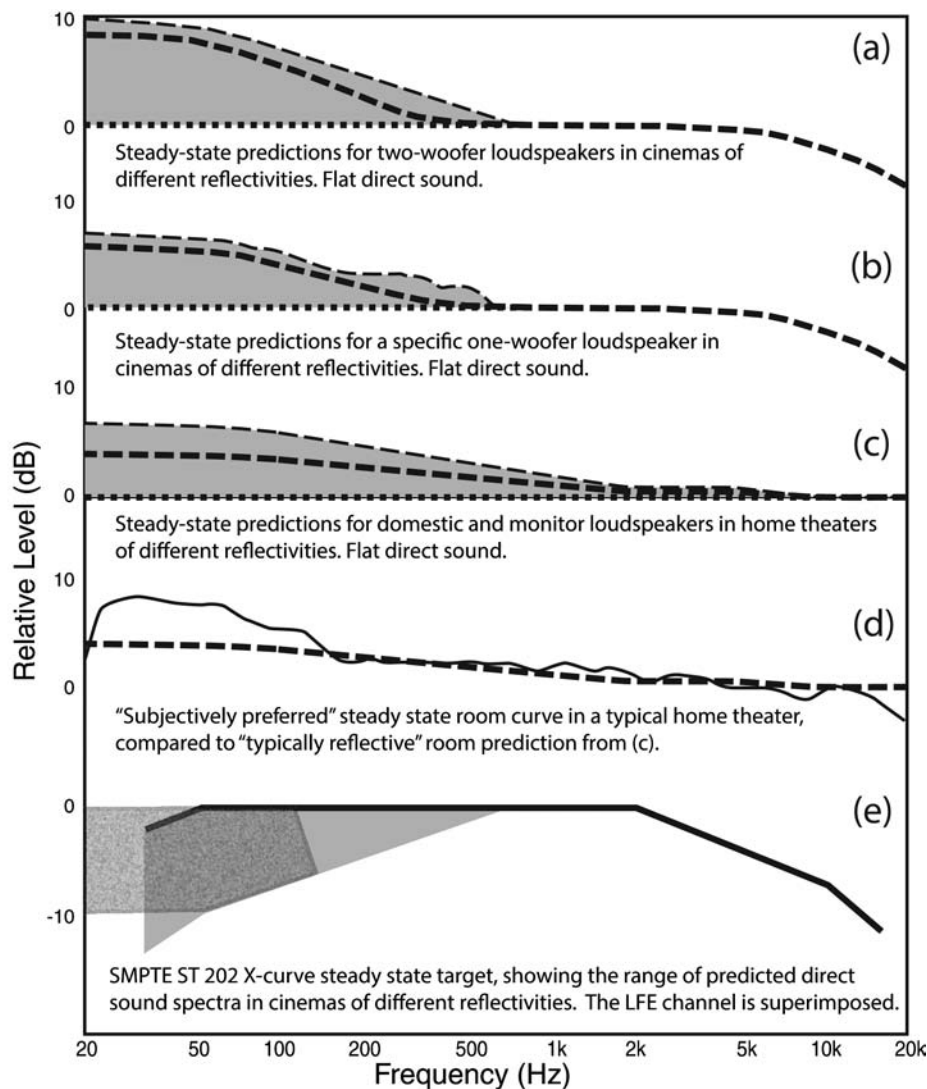 10
(a)
0
Steady-state predictions for two-woofer loudspeakers in cinemas of
different reflectivities. Flat direct sound.
10
(b)
0
Steady-state predictions for a specific one-woofer loudspeaker in
cinemas of different reflectivities. Flat direct sound.
10
(c)
0
Steady-state predictions for domestic and monitor loudspeakers in home theaters
of different reflectivities. Flat direct sound.
10
(d)
0
"Subjectively preferred" steady state room curve in a typical home theater,
compared to "typically reflective" room prediction from (c).
0
(e)
-10
SMPTE ST 202 X-curve steady state target, showing the range of predicted direct
sound spectra in cinemas of different reflectivities. The LFE channel is superimposed.
Relative Level (dB)
20 50 100 200 500 1k 2k 5k 10k 20k
Frequency (Hz)